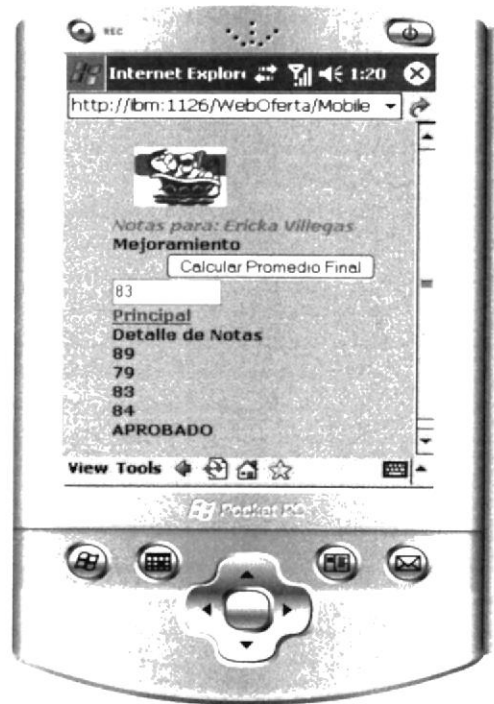 REC
Internet Explore 1:20
http://ibm:1126/WebOferta/Mobile
Notas para: Ericka Villegas
Mejoramiento
Calcular Promedio Final
83
Principal
Detalle de Notas
89
79
83
84
APROBADO
View Tools
Pocket PC